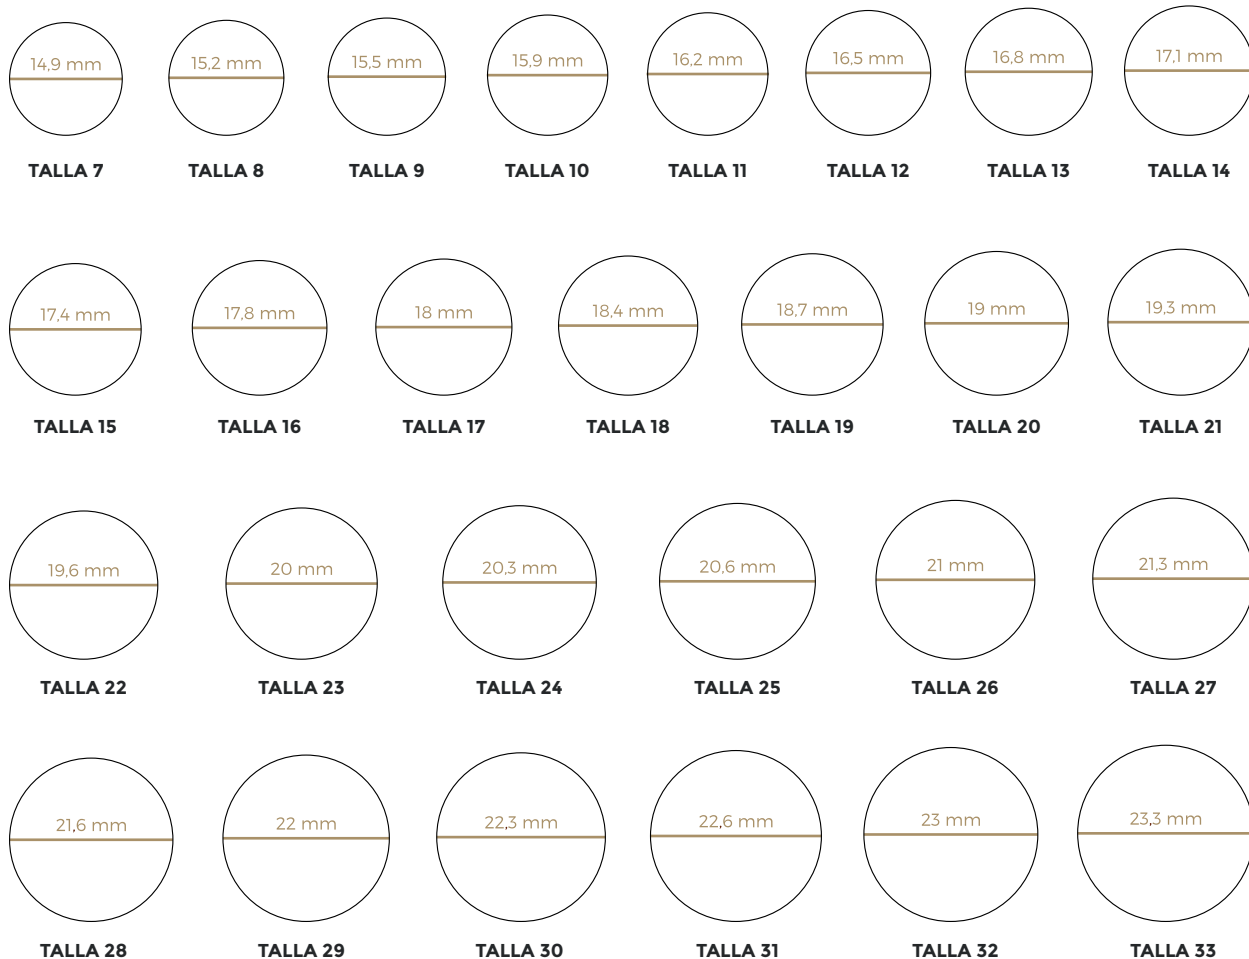 14,9 mm 15,2 mm 15,5 mm 15,9 mm 16,2 mm 16,5 mm 16,8 mm 17,1 mm
TALLA 7 TALLA 8 TALLA 9 TALLA 10 TALLA 11 TALLA 12 TALLA 13 TALLA 14
17,4 mm 17,8 mm 18 mm 18,4 mm 18,7 mm 19 mm 19,3 mm
TALLA 15 TALLA 16 TALLA 17 TALLA 18 TALLA 19 TALLA 20 TALLA 21
19,6 mm 20 mm 20,3 mm 20,6 mm 21 mm 21,3 mm
TALLA 22 TALLA 23 TALLA 24 TALLA 25 TALLA 26 TALLA 27
21,6 mm 22 mm 22,3 mm 22,6 mm 23 mm 23,3 mm
TALLA 28 TALLA 29 TALLA 30 TALLA 31 TALLA 32 TALLA 33